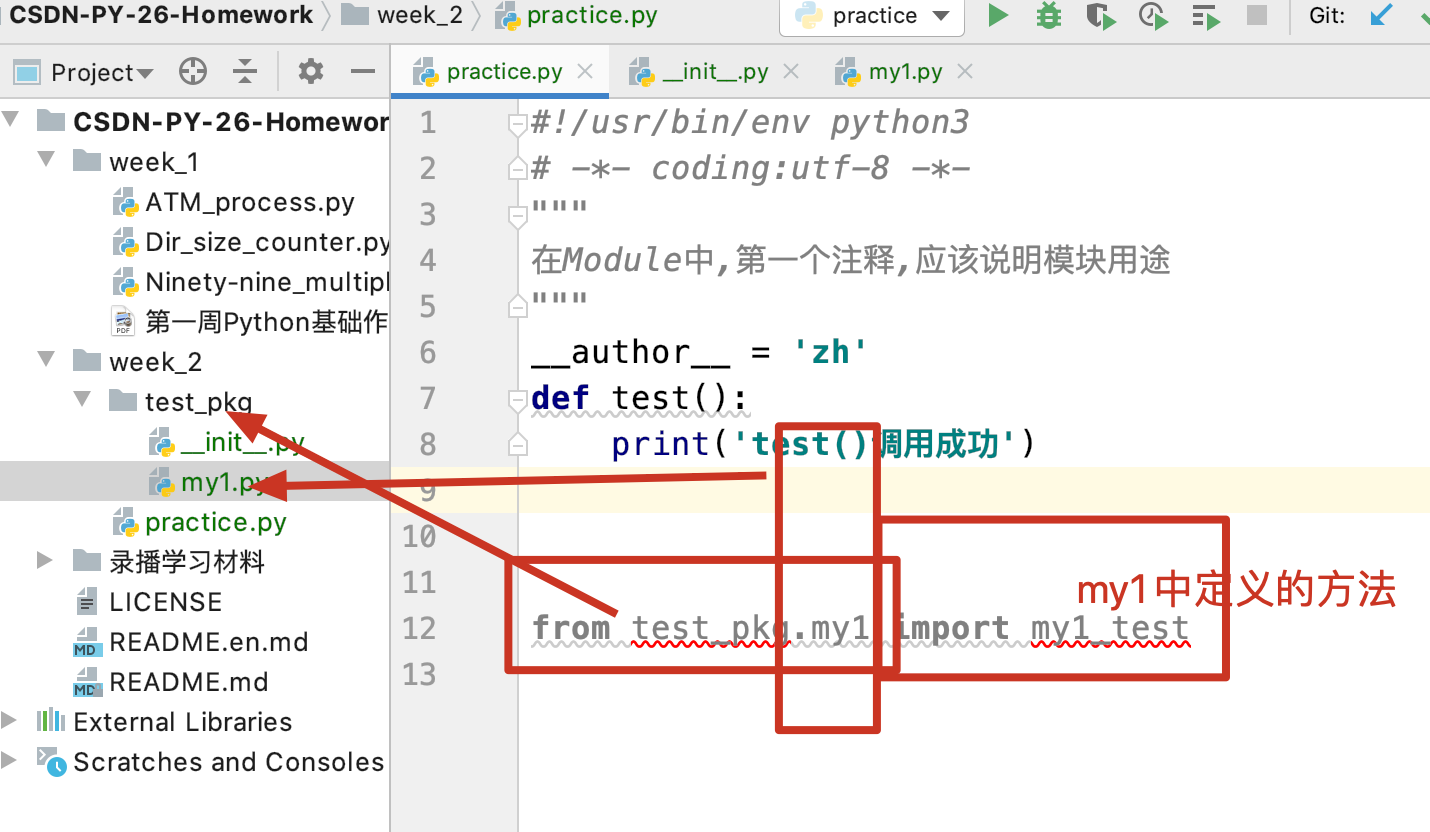 CSDN-PY-26-Homework
week_2
practice.py
practice
Git:
Project
practice.py
__init__.py
my1.py
CSDN-PY-26-Homewor
week_1
ATM_process.py
Dir_size_counter.py
Ninety-nine_multipl
第一周Python基础作
week_2
test_pkg
__init__.py
my1.py
practice.py
录播学习材料
LICENSE
MD
README.en.md
MD
README.md
External Libraries
Scratches and Consoles
PDF
1 #!/usr/bin/env python3
2 # -*- coding:utf-8 -*-
3 """
4 在Module中,第一个注释,应该说明模块用途
5 """
6 __author__ = 'zh'
7 def test():
8 print('test()调用成功')
9
10
11
my1中定义的方法
12 from test_pkg.my1 import my1_test
13